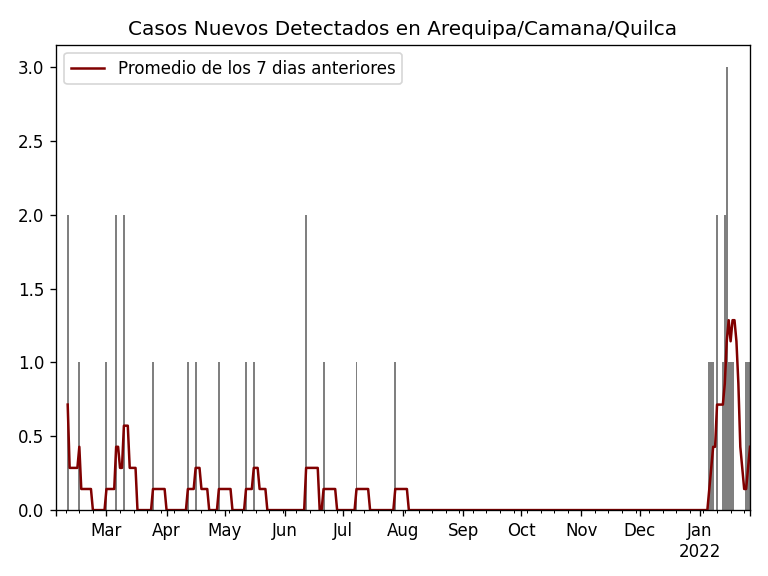 Casos Nuevos Detectados en Arequipa/Camana/Quilca
Promedio de los 7 dias anteriores
3.0
2.5
2.0
1.5
1.0
0.5
0.0
Mar Apr May Jun Jul Aug Sep Oct Nov Dec Jan
2022